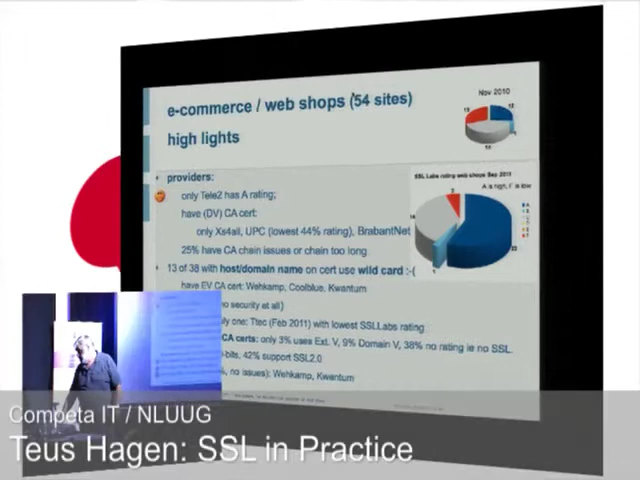 e-commerce / web shops (54 sites)
high lights
Nov 2010
providers:
only Tele2 has A rating;
have (DV) CA cert:
only Xs4all, UPC (lowest 44% rating), BrabantNet
25% have CA chain issues or chain too long
13 of 38 with host/domain name on cert use wild card :-(
have EV CA cert: Wehkamp, Coolblue, Kwantum
no security at all)
one: Ttec (Feb 2011) with lowest SSLLabs rating
CA certs: only 3% uses Ext. V, 9% Domain V, 38% no rating ie no SSL.
-bits, 42% support SSL2.0
no issues): Wehkamp, Kwantum
SSL Labs rating web shops Sep 2011
A is high, F is low
Competa IT / NLUUG
Teus Hagen: SSL in Practice